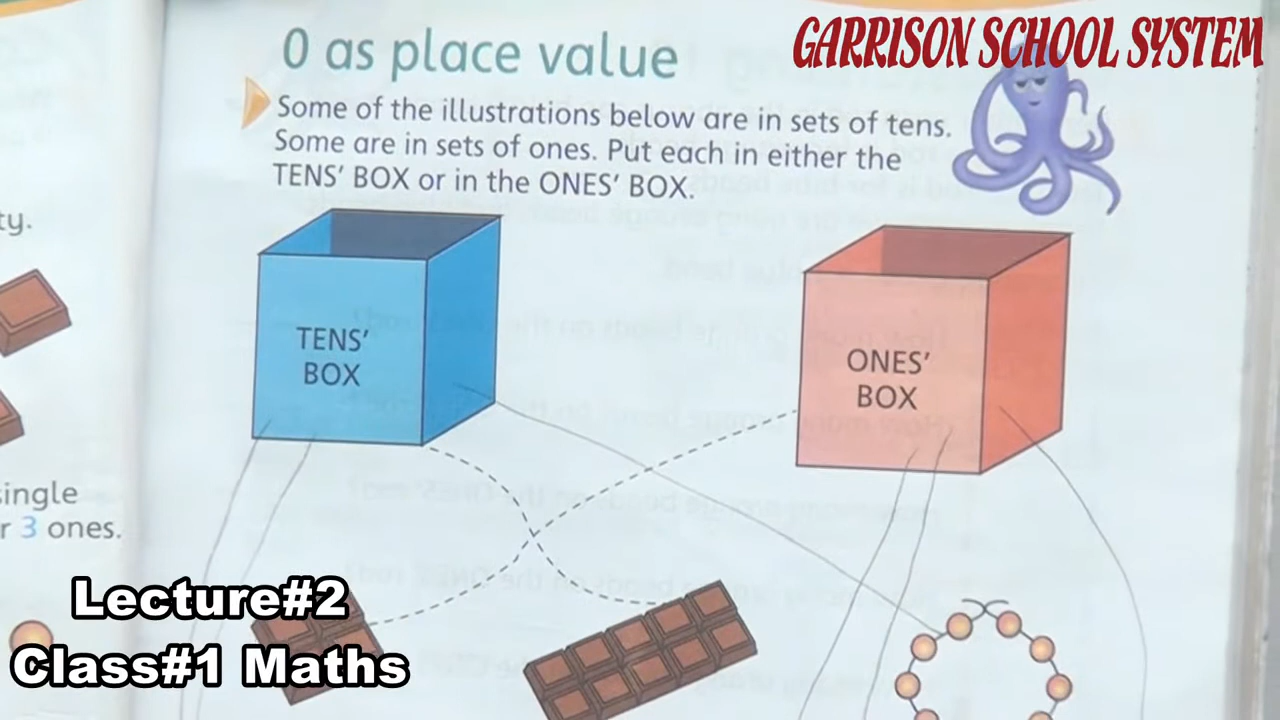 GARRISON SCHOOL SYSTEM
0 as place value
Some of the illustrations below are in sets of tens.
Some are in sets of ones. Put each in either the
TENS' BOX or in the ONES' BOX.
ty.
TENS'
BOX
ONES'
BOX
single
r 3 ones.
Lecture#2
Class#1 Maths